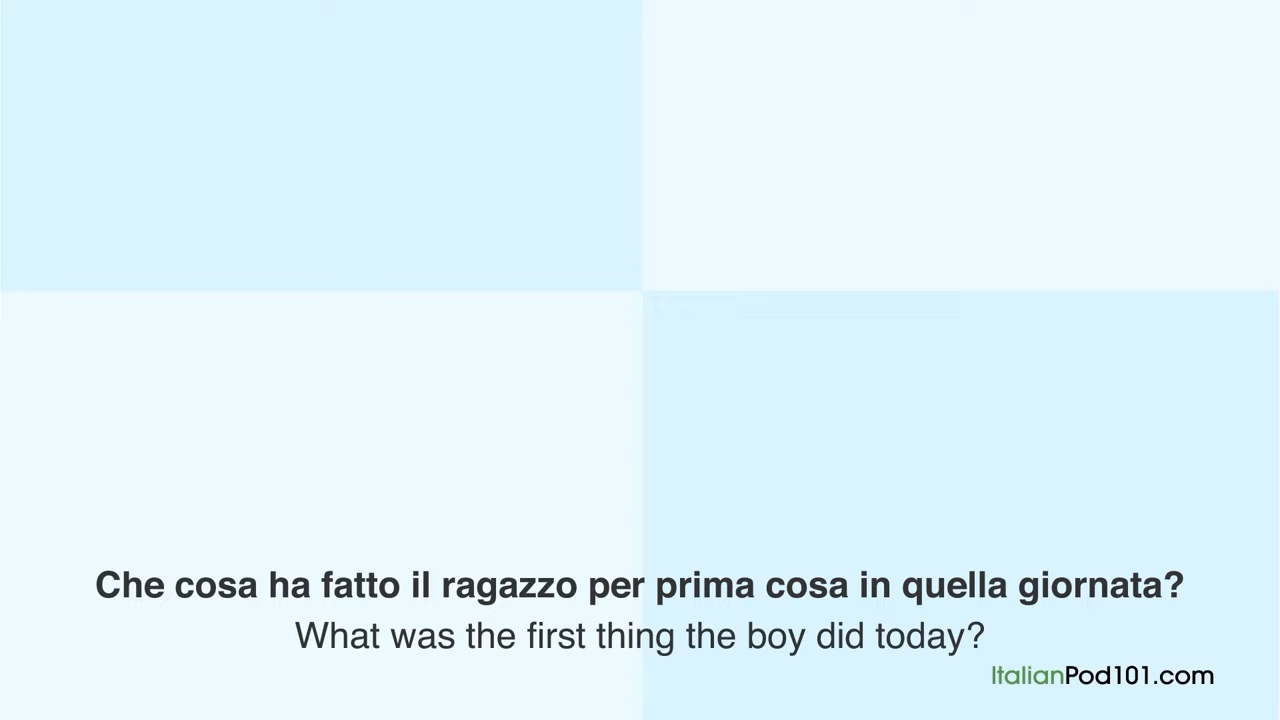 Che cosa ha fatto il ragazzo per prima cosa in quella giornata?
What was the first thing the boy did today?
ItalianPod101.com